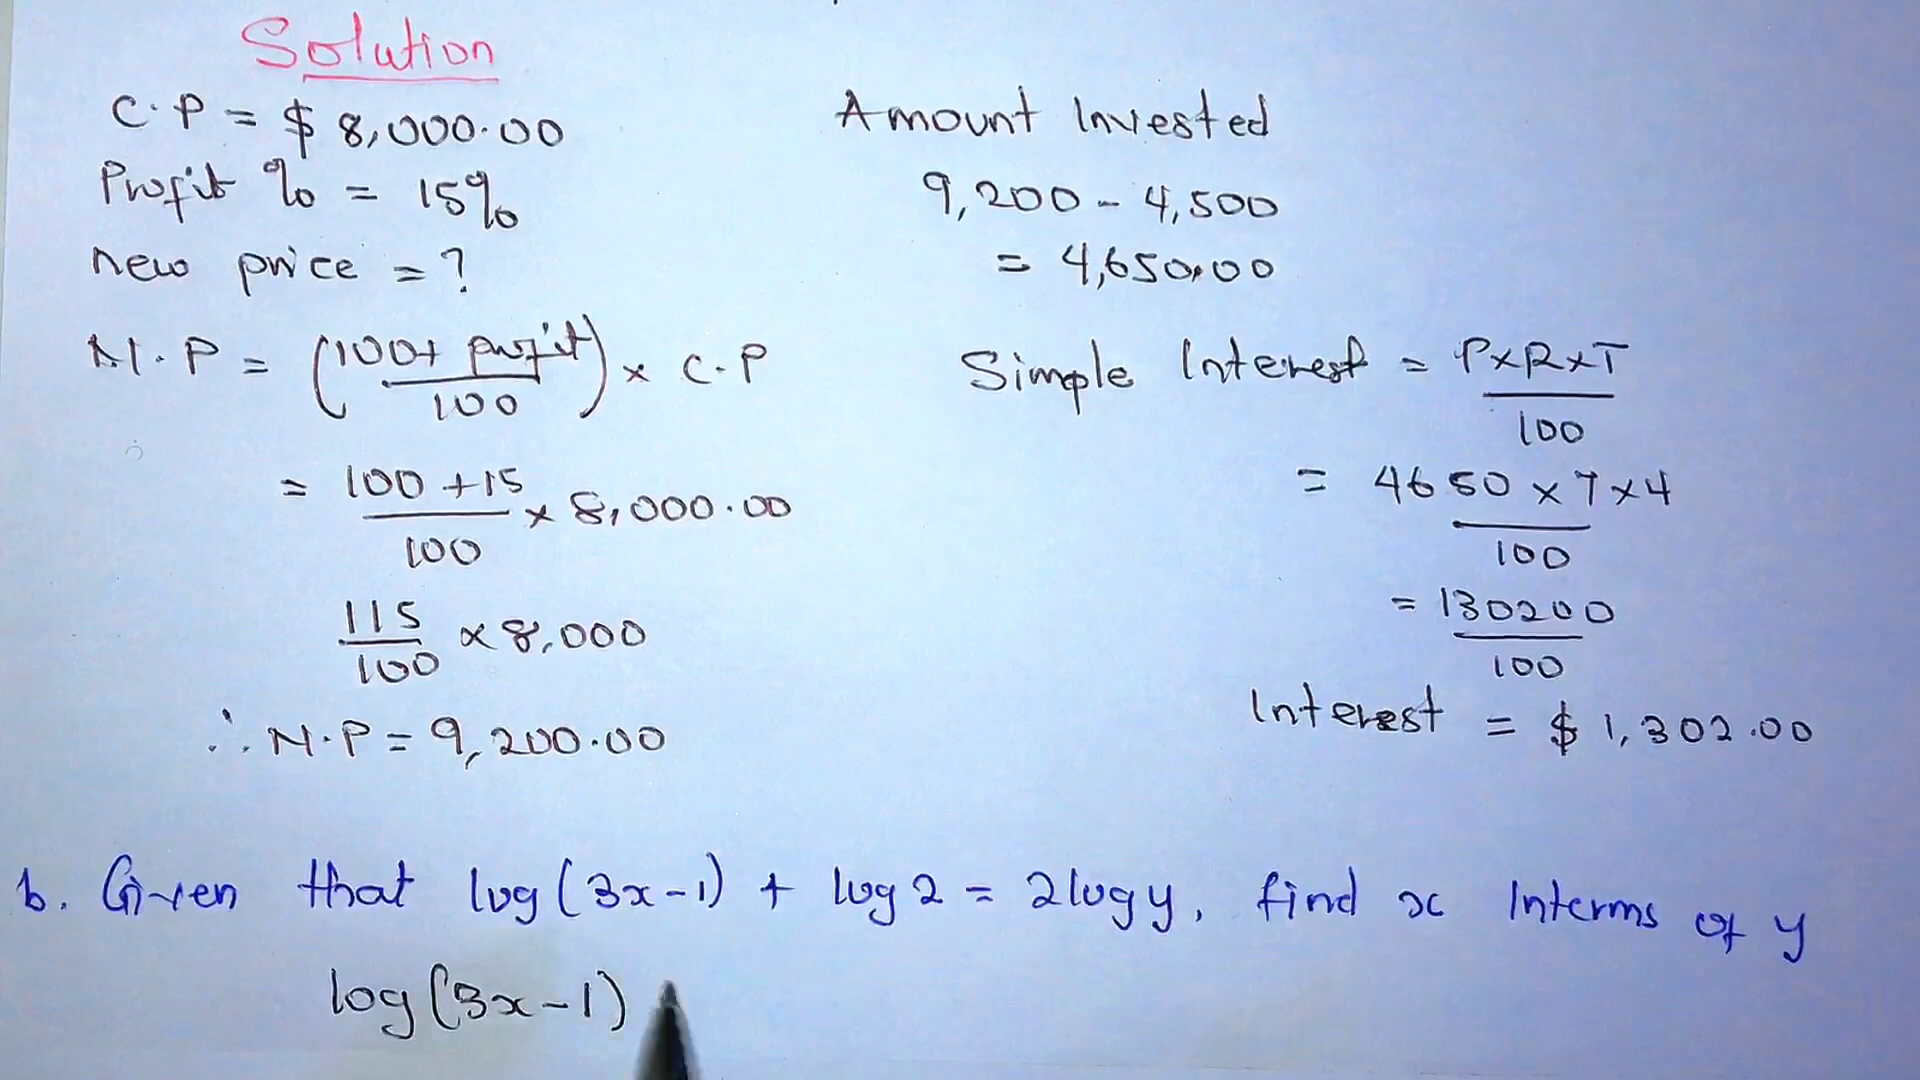 Solution
C.P = $ 8,000.00
Profit % = 15%
new price = ?
N.P = (100+ profit / 100) × C.P
= 100 + 15 / 100 × 8,000.00
115 / 100 × 8,000
∴ N.P = 9,200.00
Amount Invested
9,200 - 4,500
= 4,650.00
Simple Interest = P×R×T / 100
= 4650 × 7 × 4 / 100
= 130200 / 100
Interest = $ 1,302.00
b. Given that log(3x-1) + log2 = 2logy, find x Interms of y
log(3x-1)